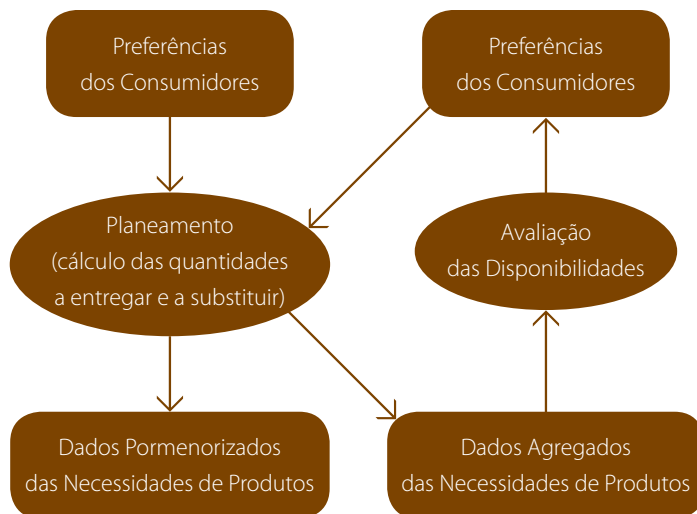 Preferências
dos Consumidores
Preferências
dos Consumidores
Planeamento
(cálculo das quantidades
a entregar e a substituir)
Avaliação
das Disponibilidades
Dados Pormenorizados
das Necessidades de Produtos
Dados Agregados
das Necessidades de Produtos